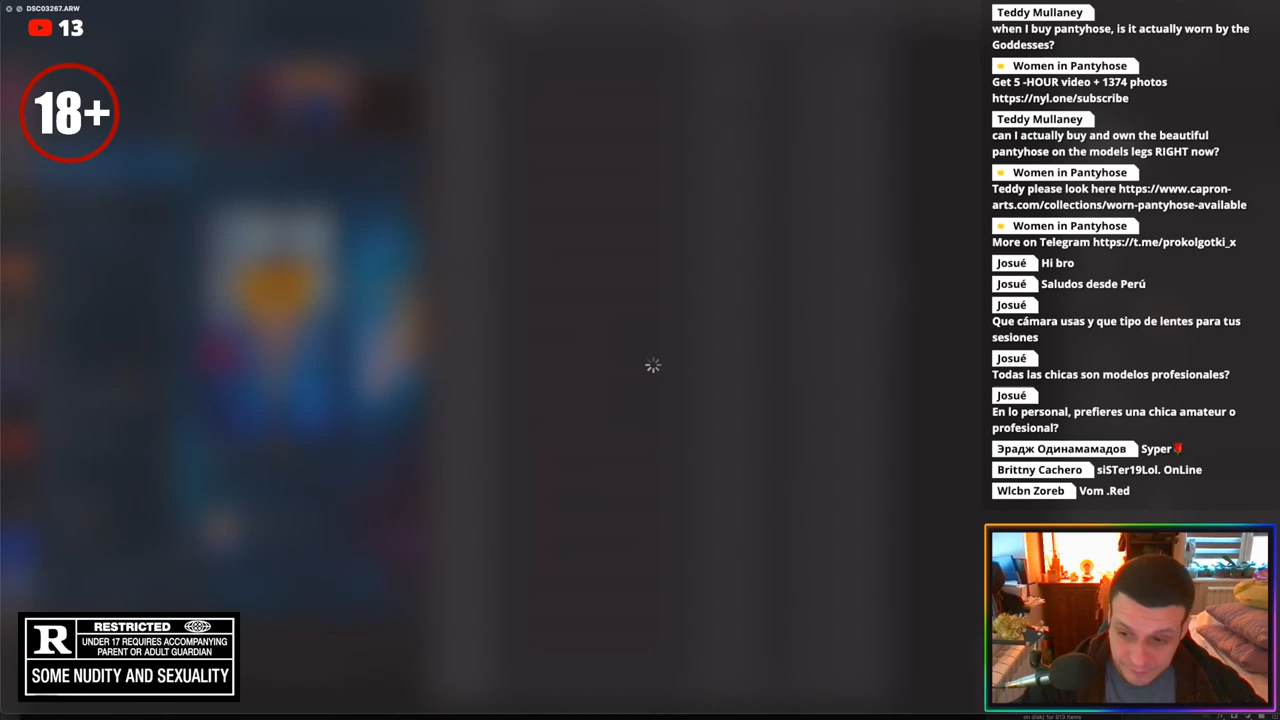 DSC03267.ARW
13
18+
R
RESTRICTED
UNDER 17 REQUIRES ACCOMPANYING
PARENT OR ADULT GUARDIAN
SOME NUDITY AND SEXUALITY
Teddy Mullaney
when I buy pantyhose, is it actually worn by the
Goddesses?
Women in Pantyhose
Get 5 -HOUR video + 1374 photos
https://nyl.one/subscribe
Teddy Mullaney
can I actually buy and own the beautiful
pantyhose on the models legs RIGHT now?
Women in Pantyhose
Teddy please look here https://www.capron-
arts.com/collections/worn-pantyhose-available
Women in Pantyhose
More on Telegram https://t.me/prokolgotki_x
Josué Hi bro
Josué Saludos desde Perú
Josué
Que cámara usas y que tipo de lentes para tus
sesiones
Josué
Todas las chicas son modelos profesionales?
Josué
En lo personal, prefieres una chica amateur o
profesional?
Эрадж Одинамамадов Syper
Brittny Cachero siSTer19Lol. OnLine
Wlcbn Zoreb Vom .Red
on disk) for 813 items